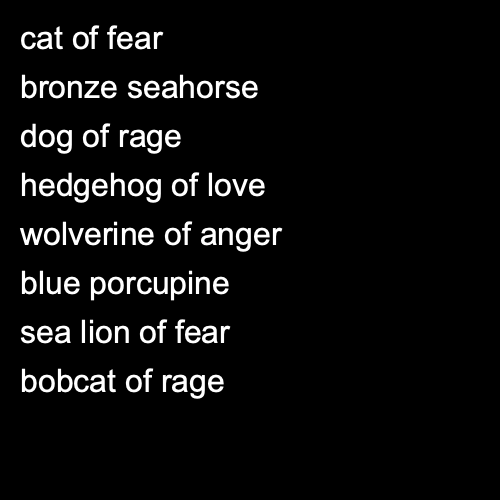 cat of fear
bronze seahorse
dog of rage
hedgehog of love
wolverine of anger
blue porcupine
sea lion of fear
bobcat of rage